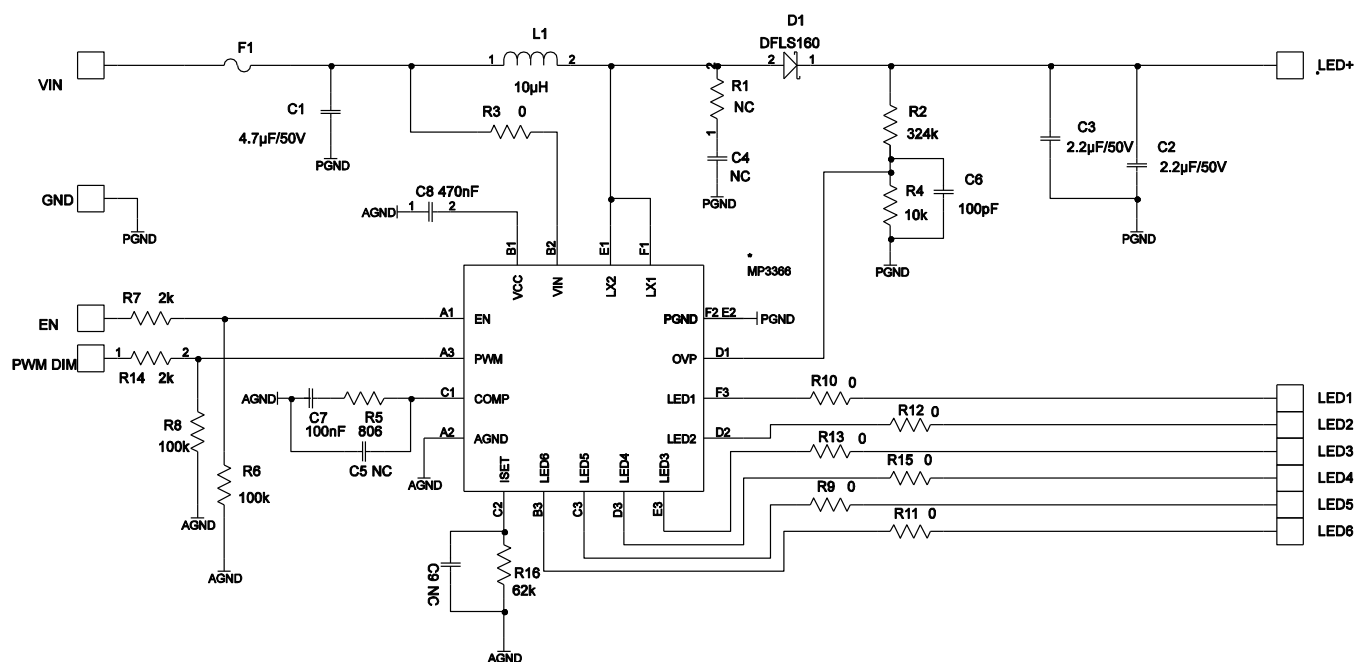 VIN
F1
C1
4.7µF/50V
PGND
L1
1 2
10µH
R3 0
2
R1
NC
1
C4
NC
PGND
D1
DFLS160
2 1
R2
324k
R4
10k
C6
100pF
PGND
C3
2.2µF/50V
C2
2.2µF/50V
PGND
LED+
GND
PGND
C8 470nF
AGND 1 2
B1
B2
E1
F1
VCC
VIN
LX2
LX1
*
MP3366
EN
R7 2k
A1
EN
PWM DIM
1 2
R14 2k
A3
PWM
R8
100k
AGND
R6
100k
AGND
AGND
C7
100nF
R5
806
C5 NC
C1
COMP
A2
AGND
AGND
PGND
F2 E2
PGND
OVP
D1
LED1
F3
LED2
D2
ISET
LED6
LED5
LED4
LED3
C2
B3
C3
D3
E3
C9 NC
R16
62k
AGND
R10 0
R12 0
R13 0
R15 0
R9 0
R11 0
LED1
LED2
LED3
LED4
LED5
LED6